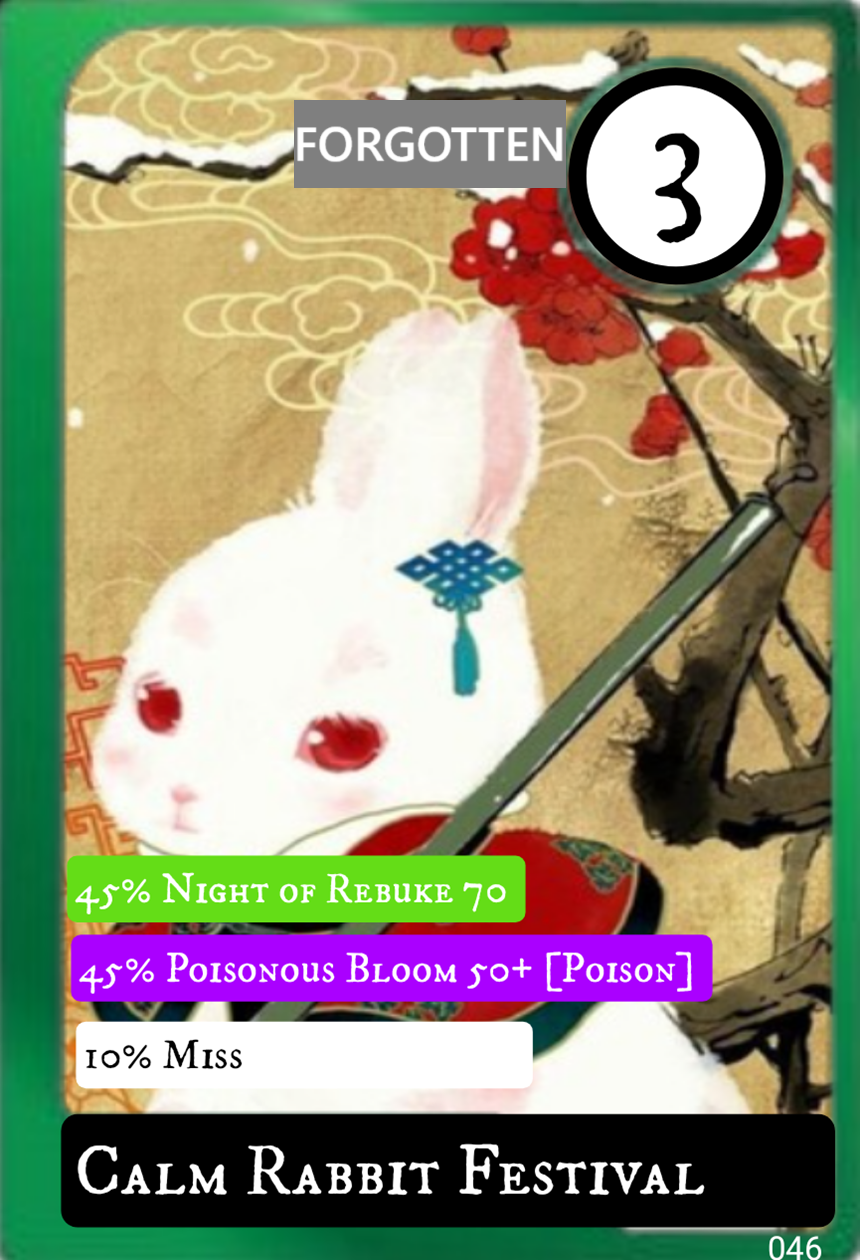 FORGOTTEN
3
45% Night of Rebuke 70
45% Poisonous Bloom 50+ [Poison]
10% Miss
Calm Rabbit Festival
046